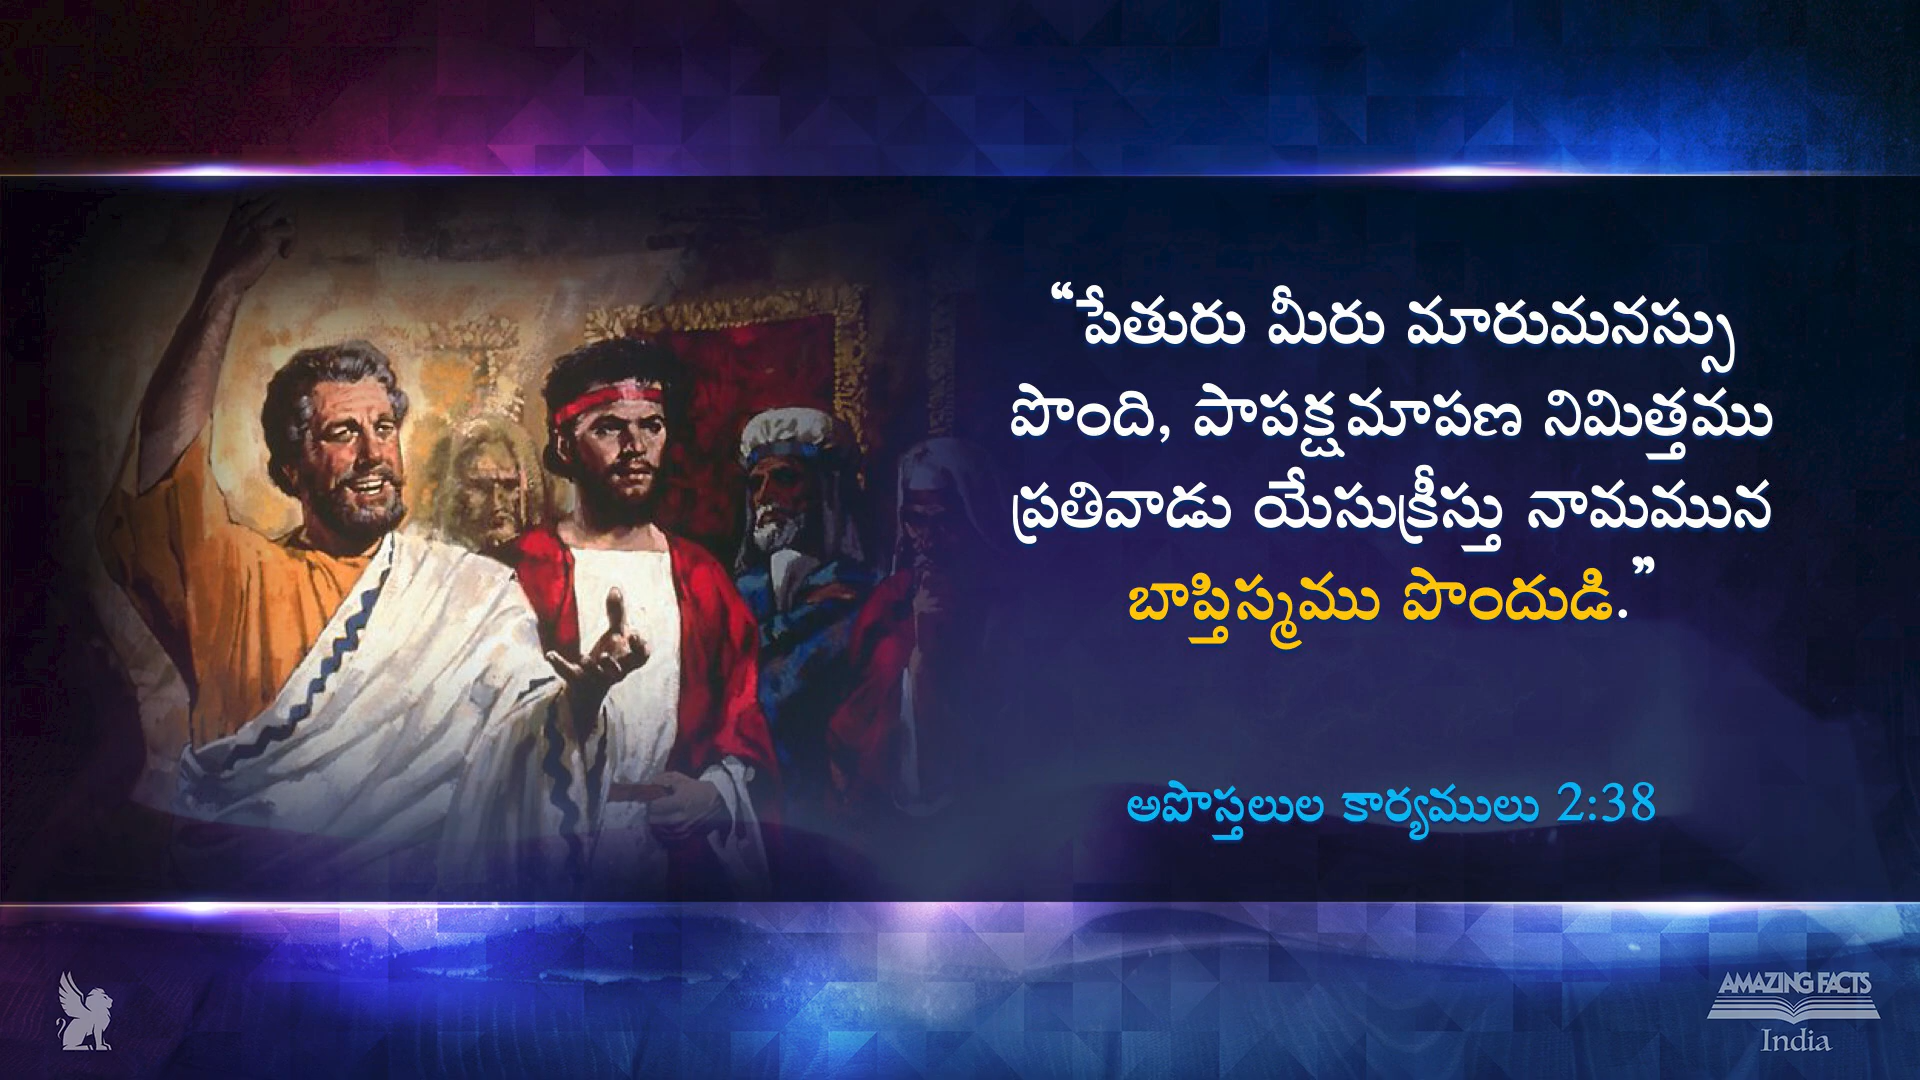 “పేతురు మీరు మారుమనస్సు
పొంది, పాపక్షమాపణ నిమిత్తము
ప్రతివాడు యేసుక్రీస్తు నామమున
బాప్తిస్మము పొందుడి.”
అపొస్తలుల కార్యములు 2:38
AMAZING FACTS
India